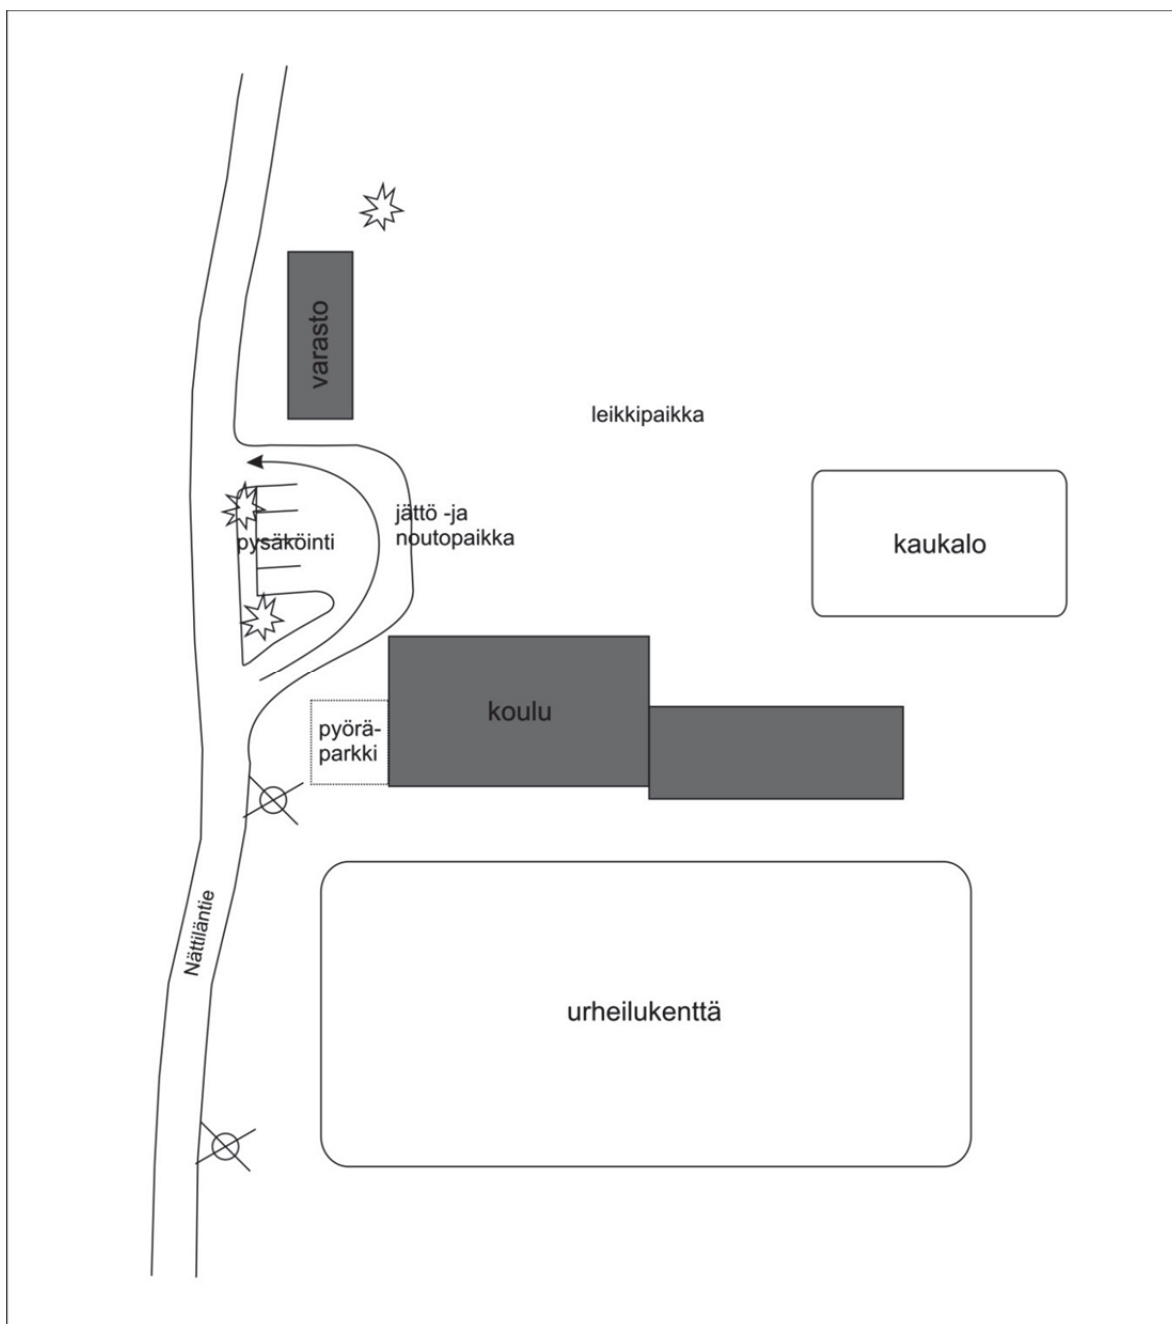 varasto
leikkipaikka
jättö -ja
noutopaikka
pysäköinti
kaukalo
koulu
pyörä-
parkki
Nättiläntie
urheilukenttä